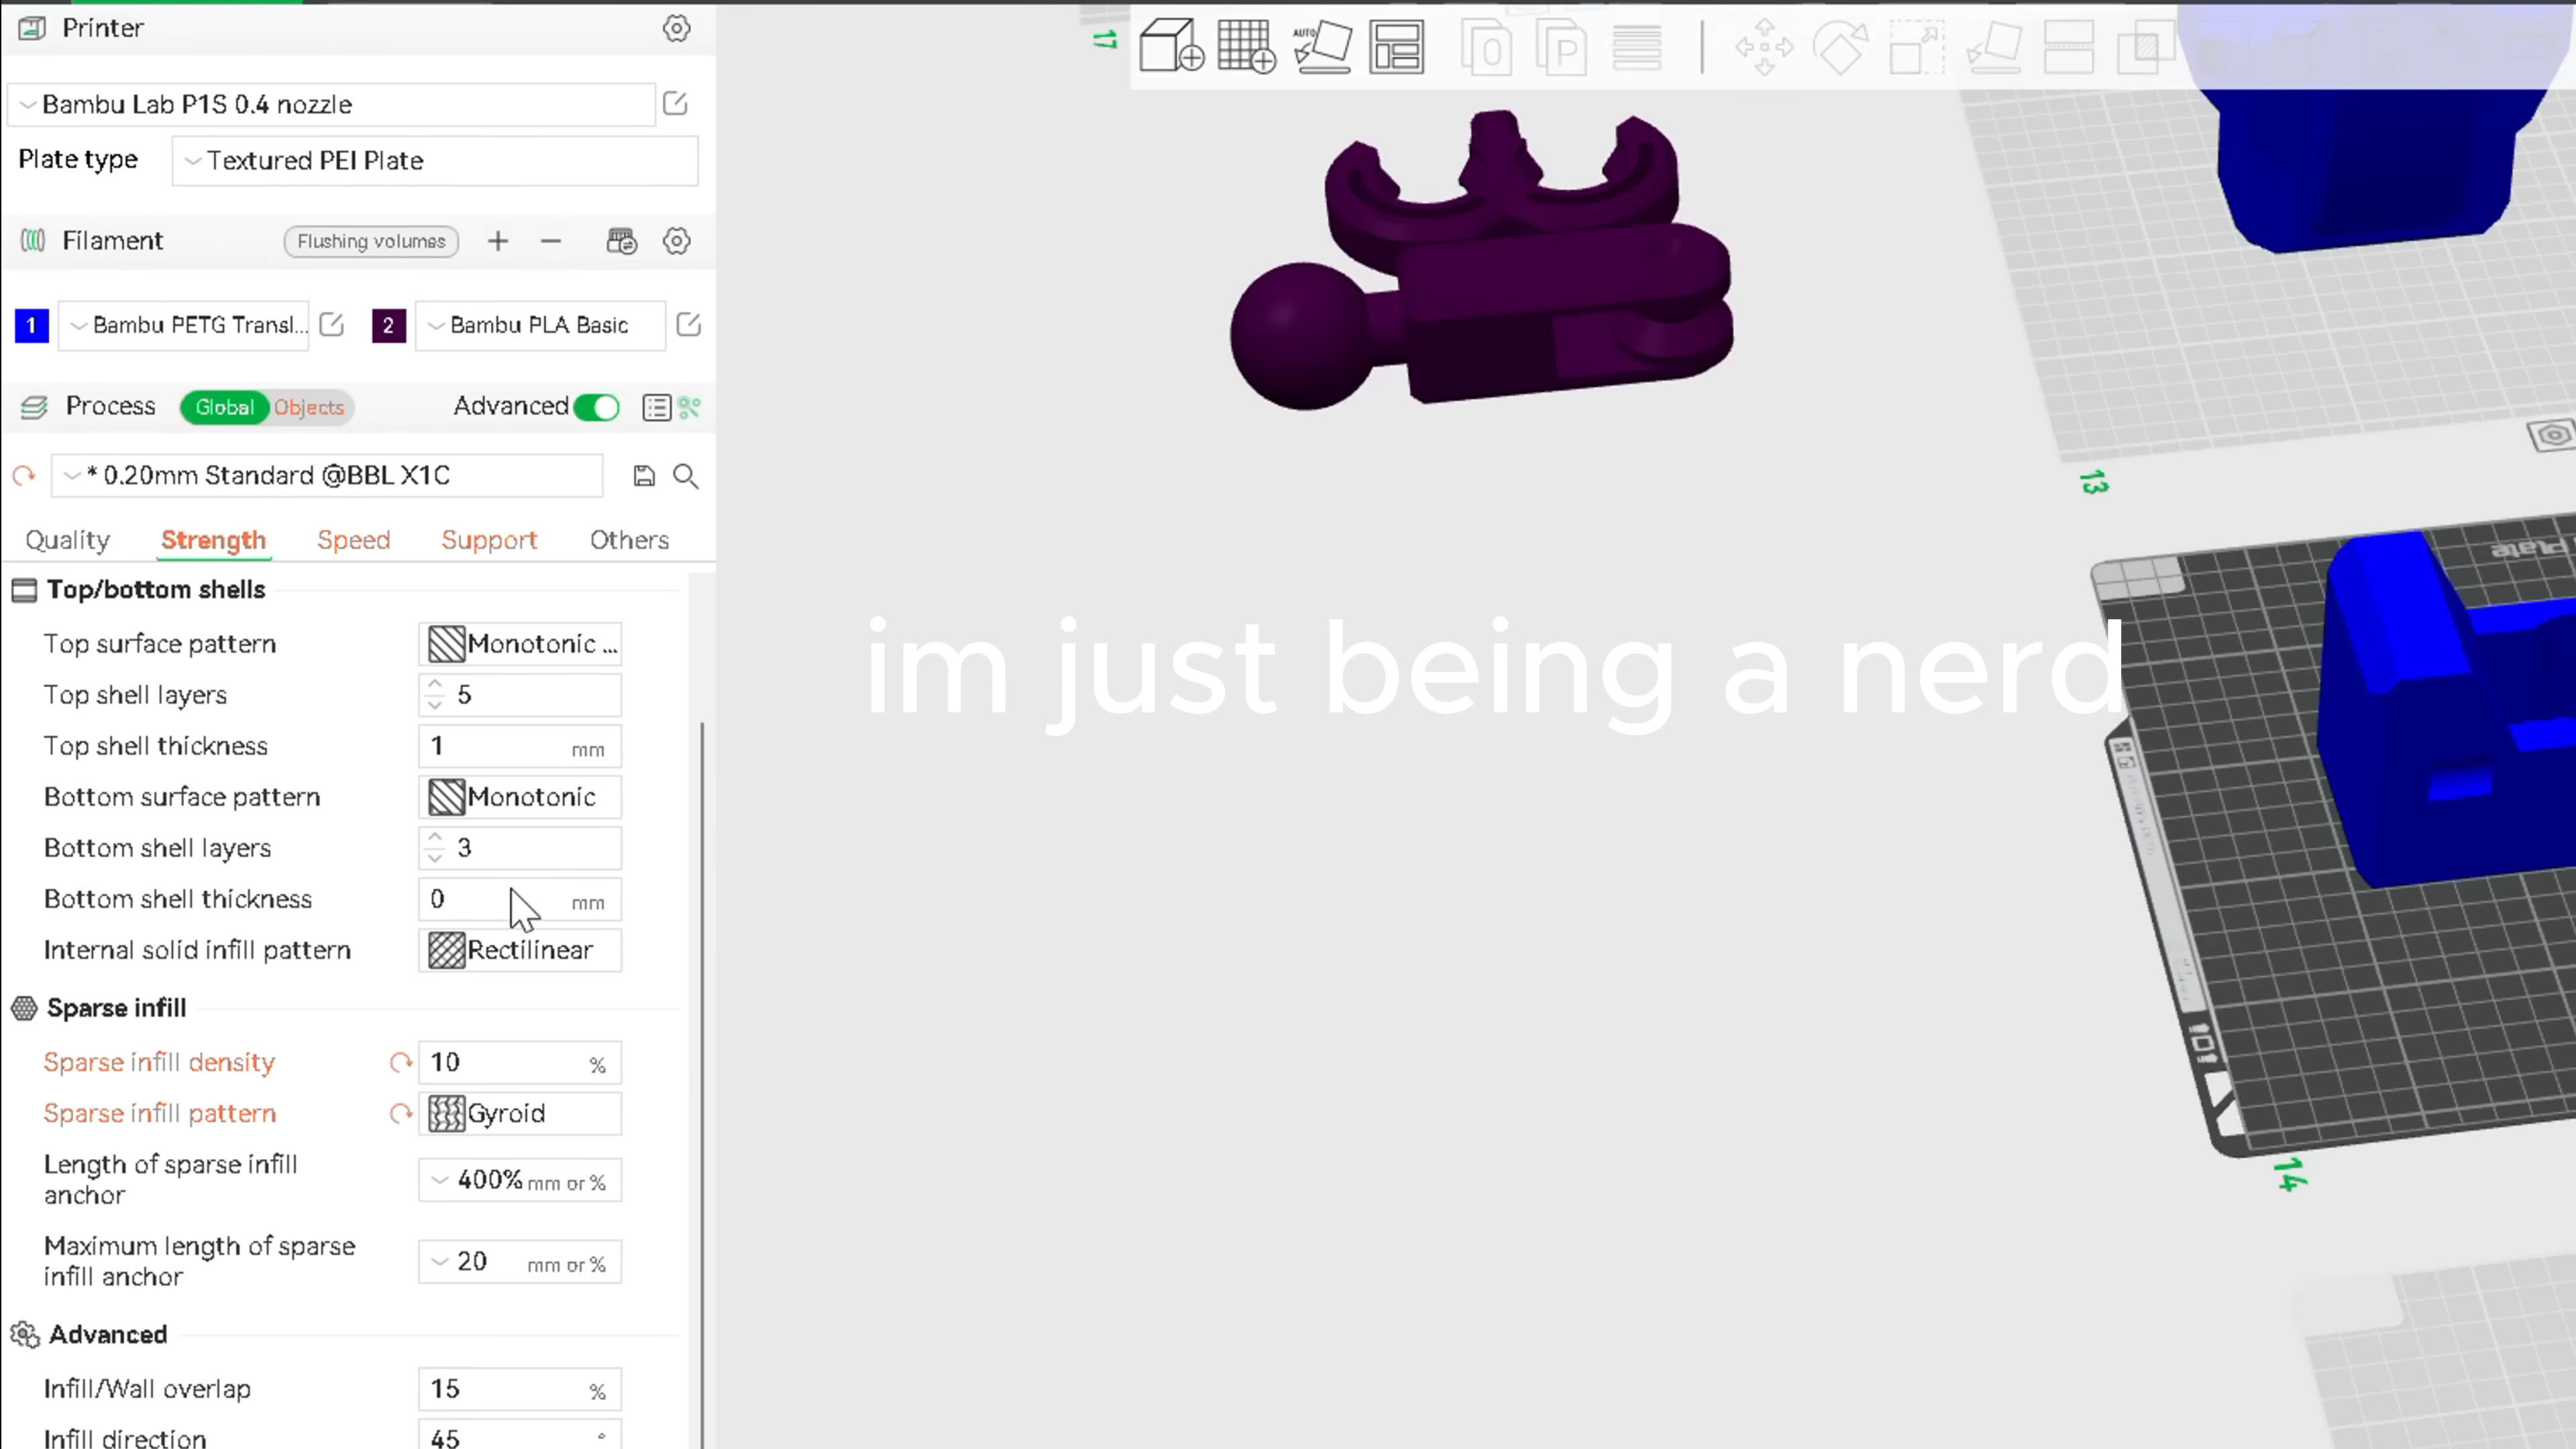 Printer
Bambu Lab P1S 0.4 nozzle
Plate type
Textured PEI Plate
Filament
Flushing volumes
1
Bambu PETG Transl...
2
Bambu PLA Basic
Process
Global
Objects
Advanced
* 0.20mm Standard @BBL X1C
Quality
Strength
Speed
Support
Others
Top/bottom shells
Top surface pattern
Monotonic ...
Top shell layers
5
Top shell thickness
1 mm
Bottom surface pattern
Monotonic
Bottom shell layers
3
Bottom shell thickness
0 mm
Internal solid infill pattern
Rectilinear
Sparse infill
Sparse infill density
10 %
Sparse infill pattern
Gyroid
Length of sparse infill
anchor
400% mm or %
Maximum length of sparse
infill anchor
20 mm or %
Advanced
Infill/Wall overlap
15 %
Infill direction
45 °
AUTO
O
P
17
13
im just being a nerd
Plate
14